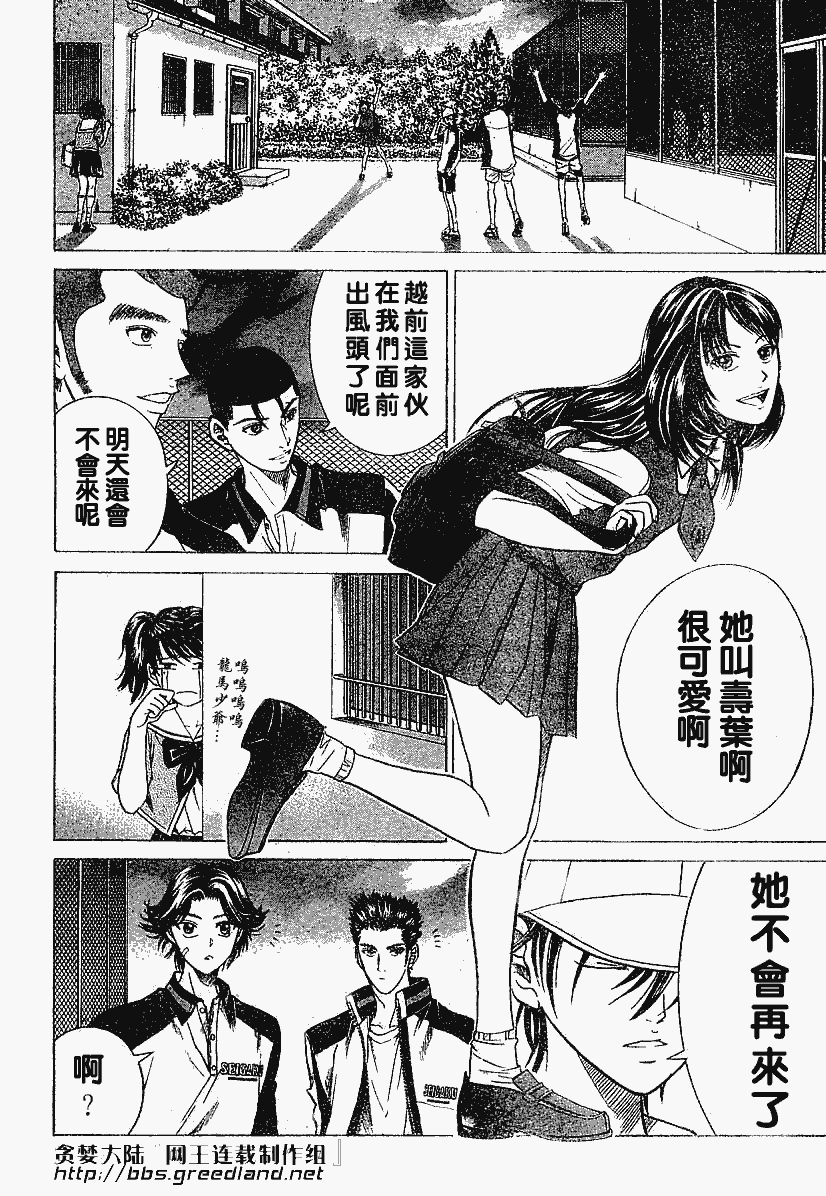 越前這家伙
在我們面前
出風頭了呢
明天還會
不會來呢
她叫壽葉啊
很可愛啊
嗚嗚嗚嗚
龍馬少爺…
她不會再來了
啊？
SEIGAKU
SEIGAKU
贪婪大陆 网王连载制作组』
http://bbs.greedland.net